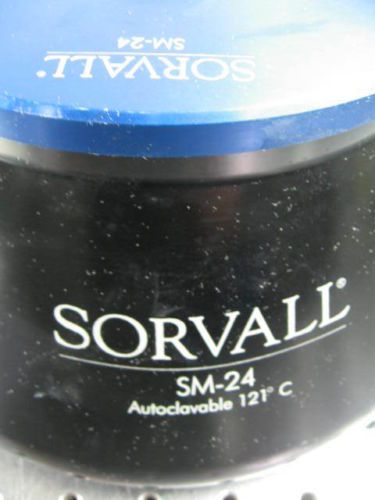 SORVALL®
SM-24
SORVALL®
SM-24
Autoclavable 121° C